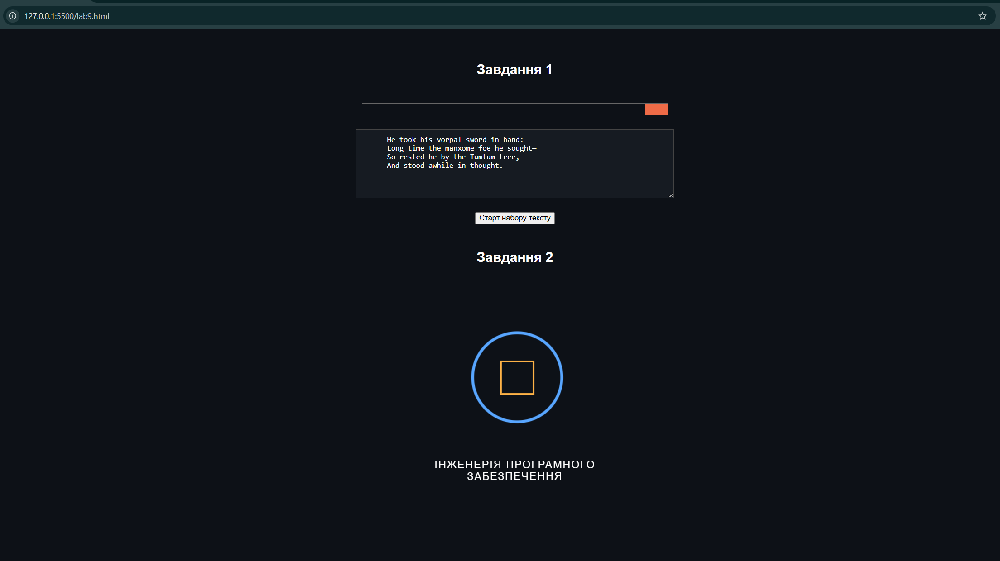 127.0.0.1:5500/lab9.html
Завдання 1
He took his vorpal sword in hand:
Long time the manxome foe he sought—
So rested he by the Tumtum tree,
And stood awhile in thought.
Старт набору тексту
Завдання 2
ІНЖЕНЕРІЯ ПРОГРАМНОГО
ЗАБЕЗПЕЧЕННЯ